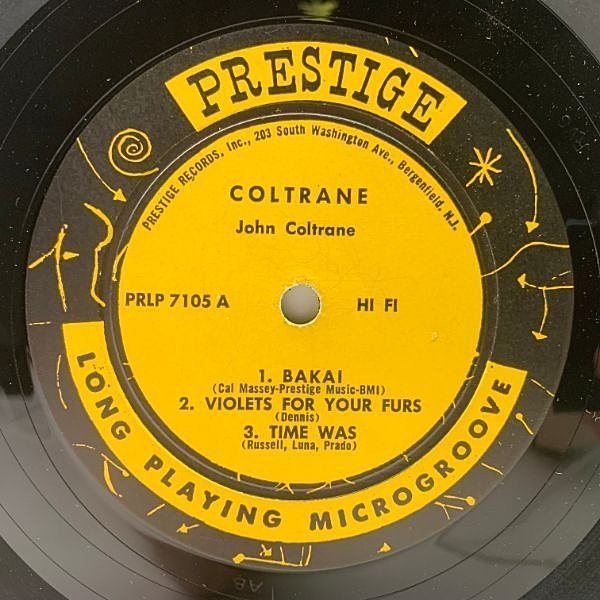 PRESTIGE
PRESTIGE RECORDS, Inc., 203 South Washington Ave., Bergenfield, N.J.
COLTRANE
John Coltrane
PRLP 7105 A
HI FI
1. BAKAI
(Cal Massey-Prestige Music-BMI)
2. VIOLETS FOR YOUR FURS
(Dennis)
3. TIME WAS
(Russell, Luna, Prado)
LONG PLAYING MICROGROOVE
AB